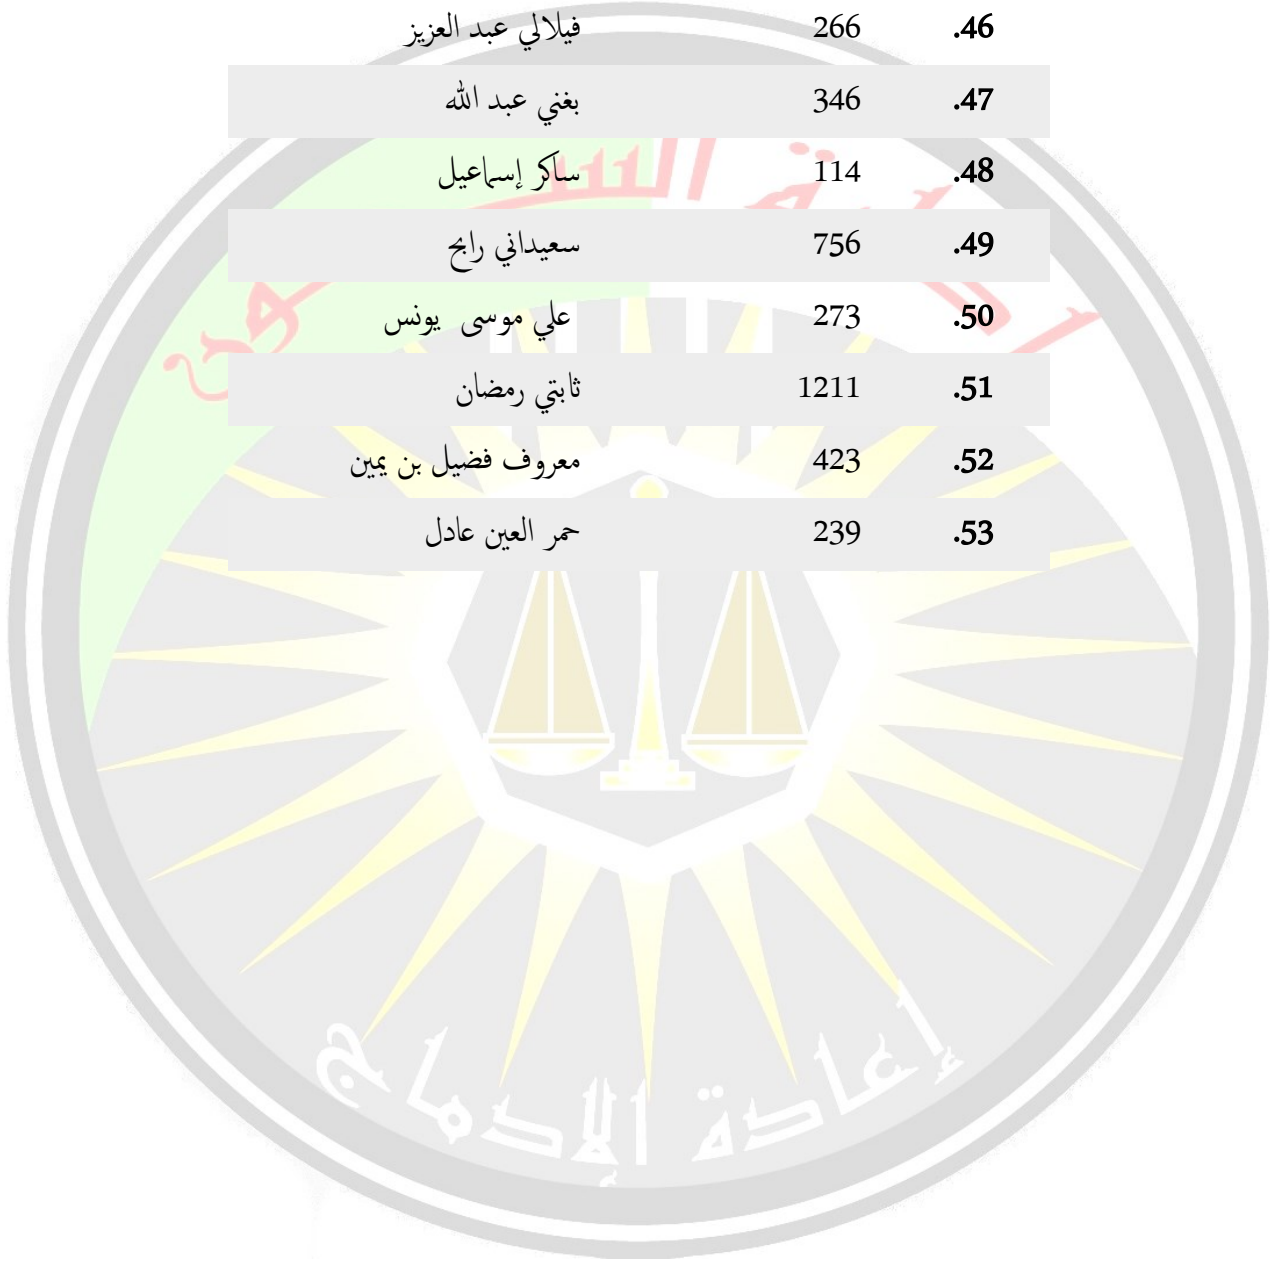 46. 266 فيلالي عبد العزيز
47. 346 بغني عبد الله
48. 114 ساكر إسماعيل
49. 756 سعيداني رابح
50. 273 علي موسى يونس
51. 1211 ثابتي رمضان
52. 423 معروف فضيل بن يمين
53. 239 حمر العين عادل
إعادة الإدماج